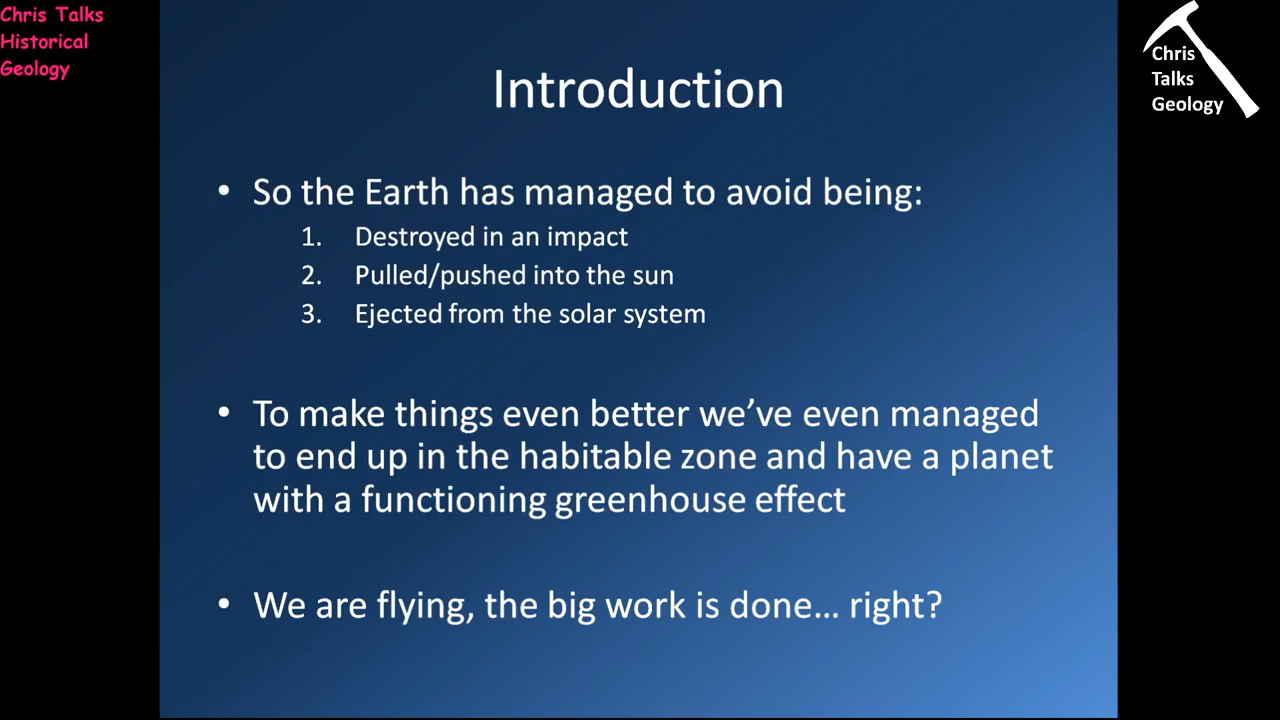 Chris Talks
Historical
Geology
Chris
Talks
Geology
Introduction
• So the Earth has managed to avoid being:
1. Destroyed in an impact
2. Pulled/pushed into the sun
3. Ejected from the solar system
• To make things even better we’ve even managed
to end up in the habitable zone and have a planet
with a functioning greenhouse effect
• We are flying, the big work is done… right?